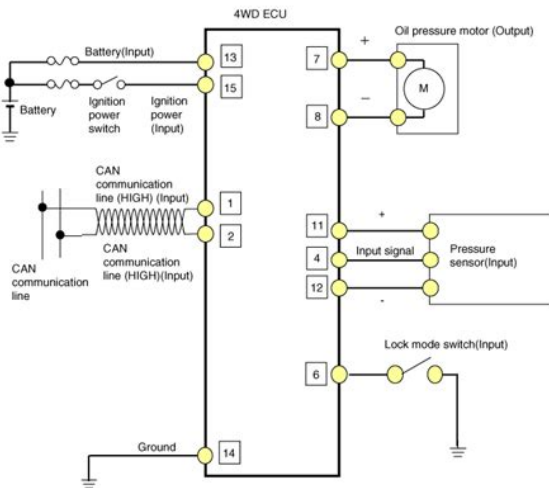 4WD ECU
Battery(Input)
13
15
Battery
Ignition
power
switch
Ignition
power
(Input)
7
+
Oil pressure motor (Output)
M
8
–
CAN
communication
line (HIGH) (Input)
1
2
CAN
communication
line (HIGH)(Input)
CAN
communication
line
11
+
4
Input signal
Pressure
sensor(Input)
12
-
Lock mode switch(Input)
6
Ground
14